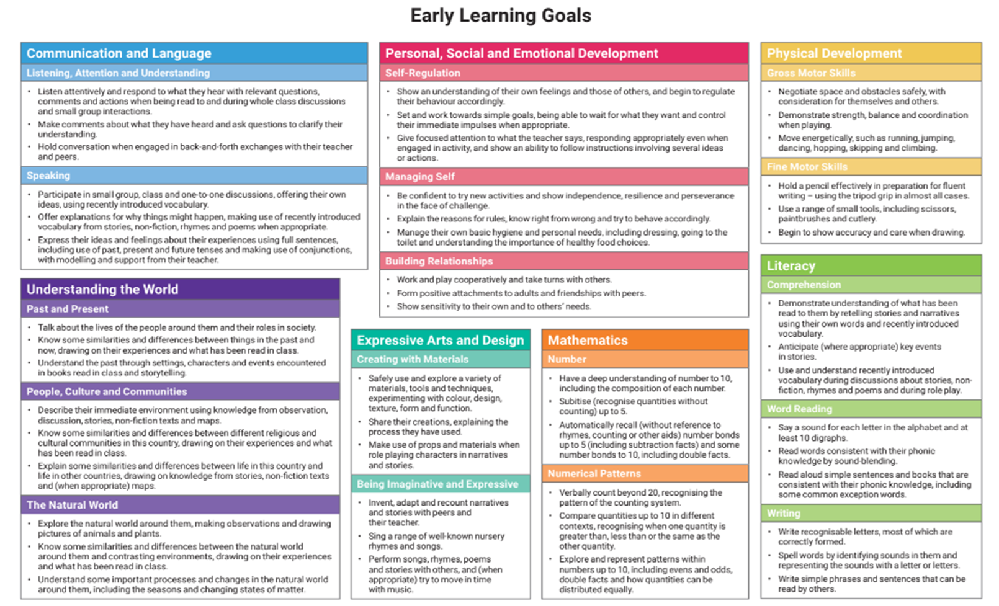 Early Learning Goals
Communication and Language
Listening, Attention and Understanding
• Listen attentively and respond to what they hear with relevant questions,
comments and actions when being read to and during whole class discussions
and small group interactions.
• Make comments about what they have heard and ask questions to clarify their
understanding.
• Hold conversation when engaged in back-and-forth exchanges with their teacher
and peers.
Speaking
• Participate in small group, class and one-to-one discussions, offering their own
ideas, using recently introduced vocabulary.
• Offer explanations for why things might happen, making use of recently introduced
vocabulary from stories, non-fiction, rhymes and poems when appropriate.
• Express their ideas and feelings about their experiences using full sentences,
including use of past, present and future tenses and making use of conjunctions,
with modelling and support from their teacher.
Personal, Social and Emotional Development
Self-Regulation
• Show an understanding of their own feelings and those of others, and begin to regulate
their behaviour accordingly.
• Set and work towards simple goals, being able to wait for what they want and control
their immediate impulses when appropriate.
• Give focused attention to what the teacher says, responding appropriately even when
engaged in activity, and show an ability to follow instructions involving several ideas
or actions.
Managing Self
• Be confident to try new activities and show independence, resilience and perseverance
in the face of challenge.
• Explain the reasons for rules, know right from wrong and try to behave accordingly.
• Manage their own basic hygiene and personal needs, including dressing, going to the
toilet and understanding the importance of healthy food choices.
Building Relationships
• Work and play cooperatively and take turns with others.
• Form positive attachments to adults and friendships with peers.
• Show sensitivity to their own and to others' needs.
Physical Development
Gross Motor Skills
• Negotiate space and obstacles safely, with
consideration for themselves and others.
• Demonstrate strength, balance and coordination
when playing.
• Move energetically, such as running, jumping,
dancing, hopping, skipping and climbing.
Fine Motor Skills
• Hold a pencil effectively in preparation for fluent
writing – using the tripod grip in almost all cases.
• Use a range of small tools, including scissors,
paintbrushes and cutlery.
• Begin to show accuracy and care when drawing.
Understanding the World
Past and Present
• Talk about the lives of the people around them and their roles in society.
• Know some similarities and differences between things in the past and
now, drawing on their experiences and what has been read in class.
• Understand the past through settings, characters and events encountered
in books read in class and storytelling.
People, Culture and Communities
• Describe their immediate environment using knowledge from observation,
discussion, stories, non-fiction texts and maps.
• Know some similarities and differences between different religious and
cultural communities in this country, drawing on their experiences and what
has been read in class.
• Explain some similarities and differences between life in this country and
life in other countries, drawing on knowledge from stories, non-fiction texts
and (when appropriate) maps.
The Natural World
• Explore the natural world around them, making observations and drawing
pictures of animals and plants.
• Know some similarities and differences between the natural world
around them and contrasting environments, drawing on their experiences
and what has been read in class.
• Understand some important processes and changes in the natural world
around them, including the seasons and changing states of matter.
Expressive Arts and Design
Creating with Materials
• Safely use and explore a variety of
materials, tools and techniques,
experimenting with colour, design,
texture, form and function.
• Share their creations, explaining the
process they have used.
• Make use of props and materials when
role playing characters in narratives
and stories.
Being Imaginative and Expressive
• Invent, adapt and recount narratives
and stories with peers and
their teacher.
• Sing a range of well-known nursery
rhymes and songs.
• Perform songs, rhymes, poems
and stories with others, and (when
appropriate) try to move in time
with music.
Mathematics
Number
• Have a deep understanding of number to 10,
including the composition of each number.
• Subitise (recognise quantities without
counting) up to 5.
• Automatically recall (without reference to
rhymes, counting or other aids) number bonds
up to 5 (including subtraction facts) and some
number bonds to 10, including double facts.
Numerical Patterns
• Verbally count beyond 20, recognising the
pattern of the counting system.
• Compare quantities up to 10 in different
contexts, recognising when one quantity is
greater than, less than or the same as the
other quantity.
• Explore and represent patterns within
numbers up to 10, including evens and odds,
double facts and how quantities can be
distributed equally.
Literacy
Comprehension
• Demonstrate understanding of what has been
read to them by retelling stories and narratives
using their own words and recently introduced
vocabulary.
• Anticipate (where appropriate) key events
in stories.
• Use and understand recently introduced
vocabulary during discussions about stories, non-
fiction, rhymes and poems and during role play.
Word Reading
• Say a sound for each letter in the alphabet and at
least 10 digraphs.
• Read words consistent with their phonic
knowledge by sound-blending.
• Read aloud simple sentences and books that are
consistent with their phonic knowledge, including
some common exception words.
Writing
• Write recognisable letters, most of which are
correctly formed.
• Spell words by identifying sounds in them and
representing the sounds with a letter or letters.
• Write simple phrases and sentences that can be
read by others.